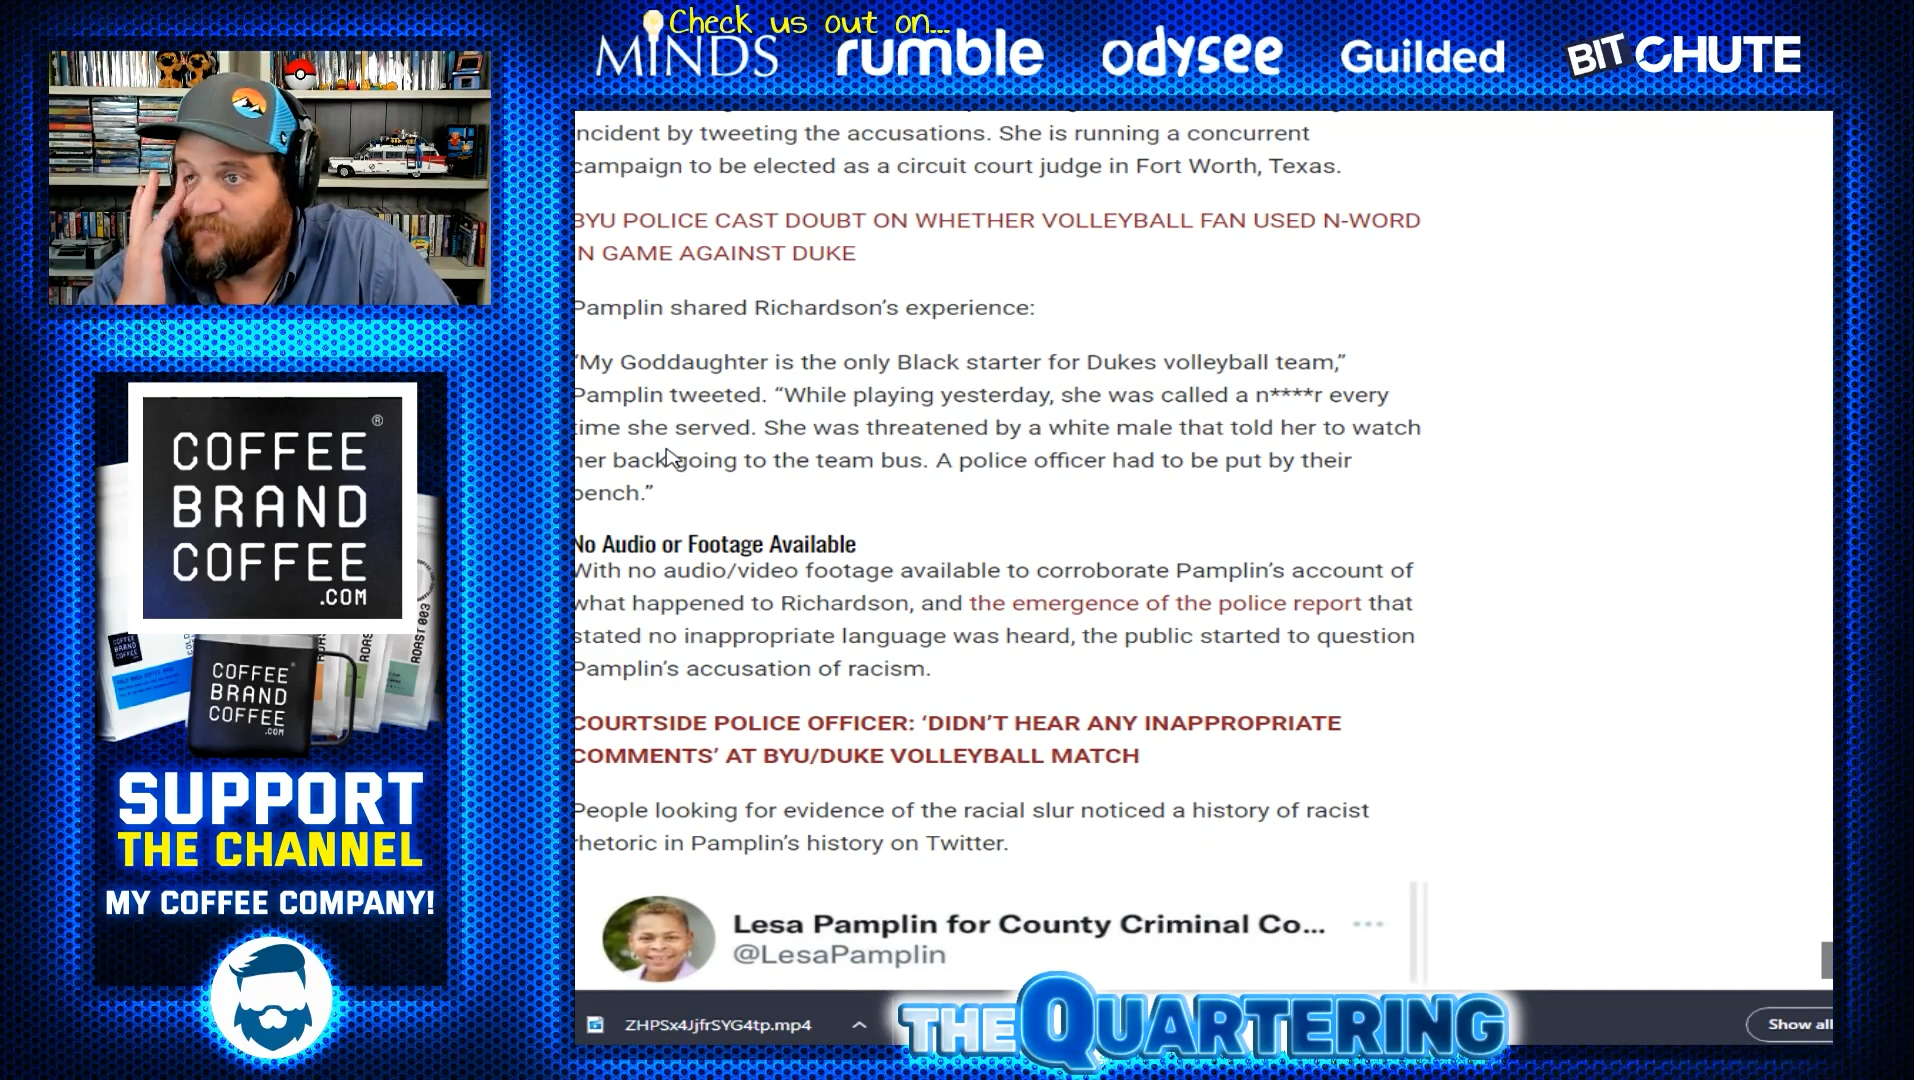 Check us out on...
MINDS
rumble
odysee
Guilded
BITCHUTE
ncident by tweeting the accusations. She is running a concurrent
campaign to be elected as a circuit court judge in Fort Worth, Texas.
BYU POLICE CAST DOUBT ON WHETHER VOLLEYBALL FAN USED N-WORD
N GAME AGAINST DUKE
Pamplin shared Richardson’s experience:
“My Goddaughter is the only Black starter for Dukes volleyball team,”
Pamplin tweeted. “While playing yesterday, she was called a n****r every
time she served. She was threatened by a white male that told her to watch
her back going to the team bus. A police officer had to be put by their
bench.”
No Audio or Footage Available
With no audio/video footage available to corroborate Pamplin’s account of
what happened to Richardson, and the emergence of the police report that
stated no inappropriate language was heard, the public started to question
Pamplin’s accusation of racism.
COURTSIDE POLICE OFFICER: ‘DIDN’T HEAR ANY INAPPROPRIATE
COMMENTS’ AT BYU/DUKE VOLLEYBALL MATCH
People looking for evidence of the racial slur noticed a history of racist
rhetoric in Pamplin’s history on Twitter.
Lesa Pamplin for County Criminal Co...
@LesaPamplin
ZHPSx4JjfrSYG4tp.mp4
Show all
THE QUARTERING
COFFEE ®
BRAND
COFFEE
.COM
COFFEE ®
BRAND
COFFEE
.COM
ROAST 003
SUPPORT
THE CHANNEL
MY COFFEE COMPANY!